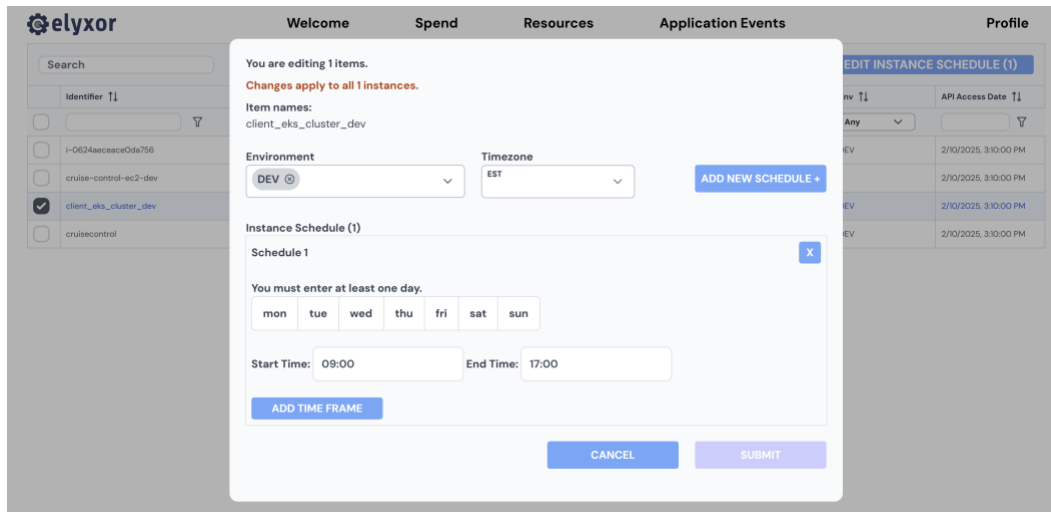 elyxor
Welcome Spend Resources Application Events Profile
Search
EDIT INSTANCE SCHEDULE (1)
Identifier
API Access Date
Any
i-0624aeceace0da756
2/10/2025, 3:10:00 PM
cruise-control-ec2-dev
2/10/2025, 3:10:00 PM
client_eks_cluster_dev
2/10/2025, 3:10:00 PM
cruisecontrol
2/10/2025, 3:10:00 PM
You are editing 1 items.
Changes apply to all 1 instances.
Item names:
client_eks_cluster_dev
Environment Timezone
DEV
EST
ADD NEW SCHEDULE +
Instance Schedule (1)
Schedule 1
X
You must enter at least one day.
mon tue wed thu fri sat sun
Start Time: 09:00 End Time: 17:00
ADD TIME FRAME
CANCEL SUBMIT